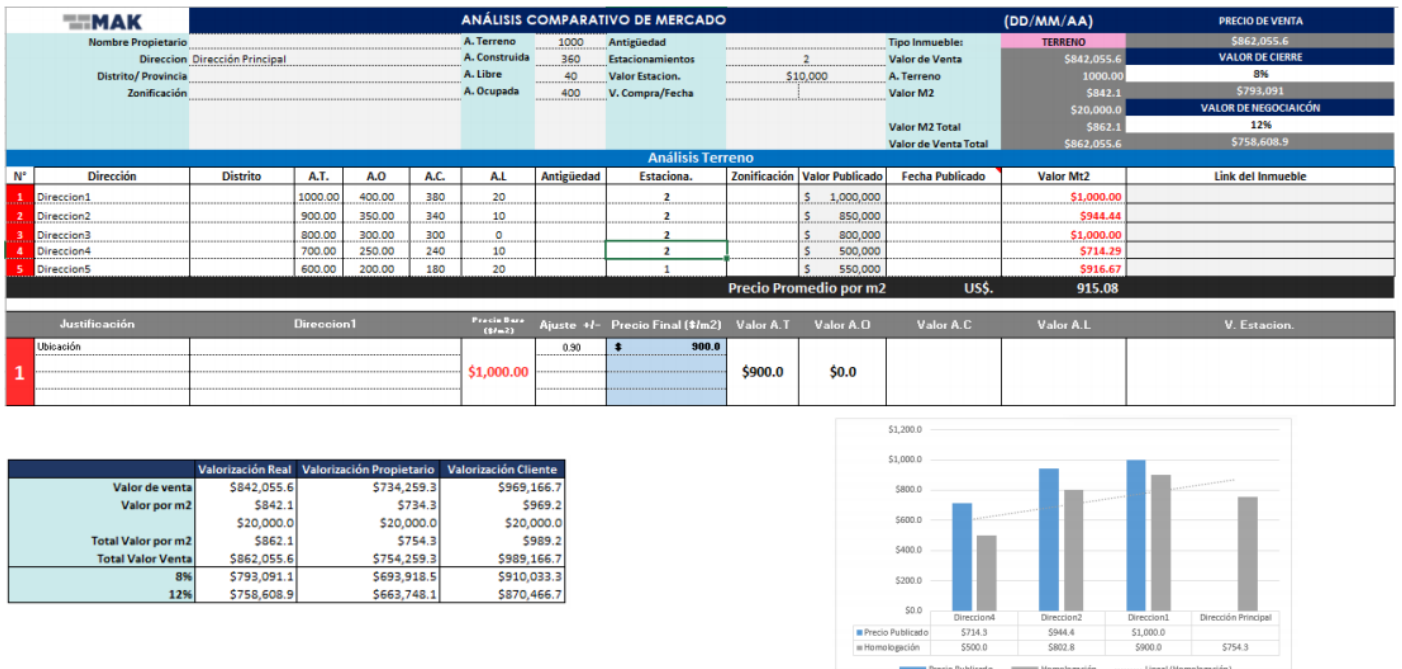 MAK ANÁLISIS COMPARATIVO DE MERCADO (DD/MM/AA) PRECIO DE VENTA
Nombre Propietario A. Terreno 1000 Antigüedad Tipo Inmueble: TERRENO $862,055.6
Direccion Dirección Principal A. Construida 360 Estacionamientos 2 Valor de Venta $842,055.6 VALOR DE CIERRE
Distrito/ Provincia A. Libre 40 Valor Estacion. $10,000 A. Terreno 1000.00 8%
Zonificación A. Ocupada 400 V. Compra/Fecha Valor M2 $842.1 $793,091
$20,000.0 VALOR DE NEGOCIAICÓN
Valor M2 Total $862.1 12%
Valor de Venta Total $862,055.6 $758,608.9
Análisis Terreno
N° Dirección Distrito A.T. A.O A.C. A.L Antigüedad Estaciona. Zonificación Valor Publicado Fecha Publicado Valor Mt2 Link del Inmueble
1 Direccion1 1000.00 400.00 380 20 2 $ 1,000,000 $1,000.00
2 Direccion2 900.00 350.00 340 10 2 $ 850,000 $944.44
3 Direccion3 800.00 300.00 300 0 2 $ 800,000 $1,000.00
4 Direccion4 700.00 250.00 240 10 2 $ 500,000 $714.29
5 Direccion5 600.00 200.00 180 20 1 $ 550,000 $916.67
Precio Promedio por m2 US$. 915.08
Justificación Direccion1 Precio Base ($/m2) Ajuste +/- Precio Final ($/m2) Valor A.T Valor A.O Valor A.C Valor A.L V. Estacion.
Ubicación 0.90 $ 900.0
1 $1,000.00 $900.0 $0.0
Valorización Real Valorización Propietario Valorización Cliente
Valor de venta $842,055.6 $734,259.3 $969,166.7
Valor por m2 $842.1 $734.3 $969.2
$20,000.0 $20,000.0 $20,000.0
Total Valor por m2 $862.1 $754.3 $989.2
Total Valor Venta $862,055.6 $754,259.3 $989,166.7
8% $793,091.1 $693,918.5 $910,033.3
12% $758,608.9 $663,748.1 $870,466.7
$1,200.0
$1,000.0
$800.0
$600.0
$400.0
$200.0
$0.0
Direccion4 Direccion2 Direccion1 Dirección Principal
Precio Publicado $714.3 $944.4 $1,000.0
Homologación $500.0 $802.8 $900.0 $754.3
Precio Publicado Homologación Lineal (Homologación)